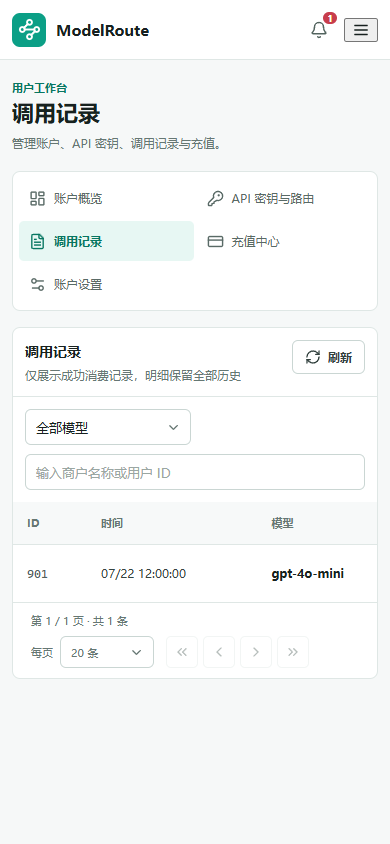 ModelRoute
1
用户工作台
调用记录
管理账户、API 密钥、调用记录与充值。
账户概览
API 密钥与路由
调用记录
充值中心
账户设置
调用记录
刷新
仅展示成功消费记录，明细保留全部历史
全部模型
输入商户名称或用户 ID
ID 时间 模型
901 07/22 12:00:00 gpt-4o-mini
第 1 / 1 页 · 共 1 条
每页 20 条